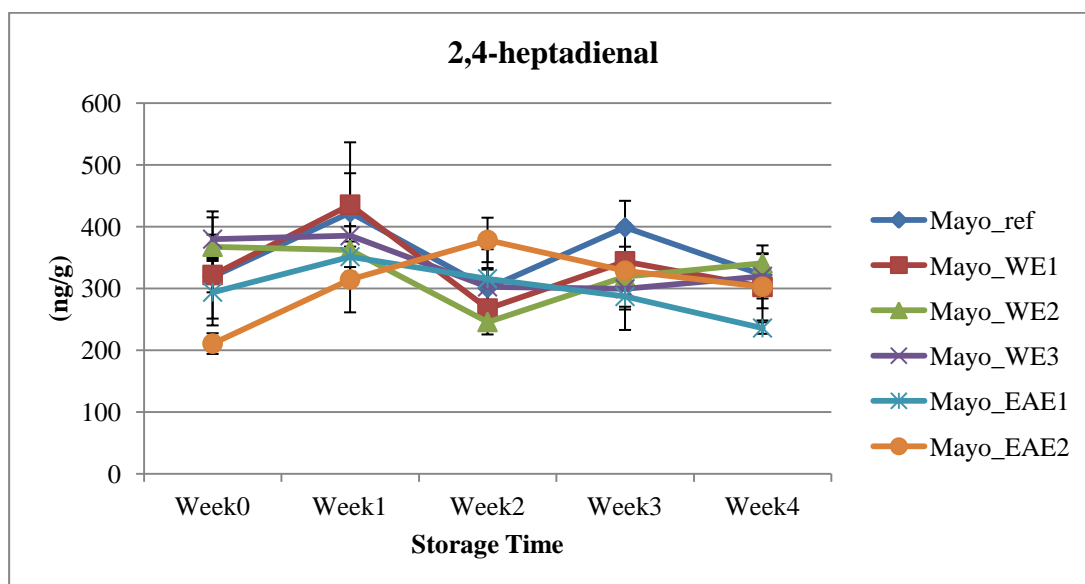 2,4-heptadienal
(ng/g)
600
500
400
300
200
100
0
Week0 Week1 Week2 Week3 Week4
Storage Time
Mayo_ref
Mayo_WE1
Mayo_WE2
Mayo_WE3
Mayo_EAE1
Mayo_EAE2